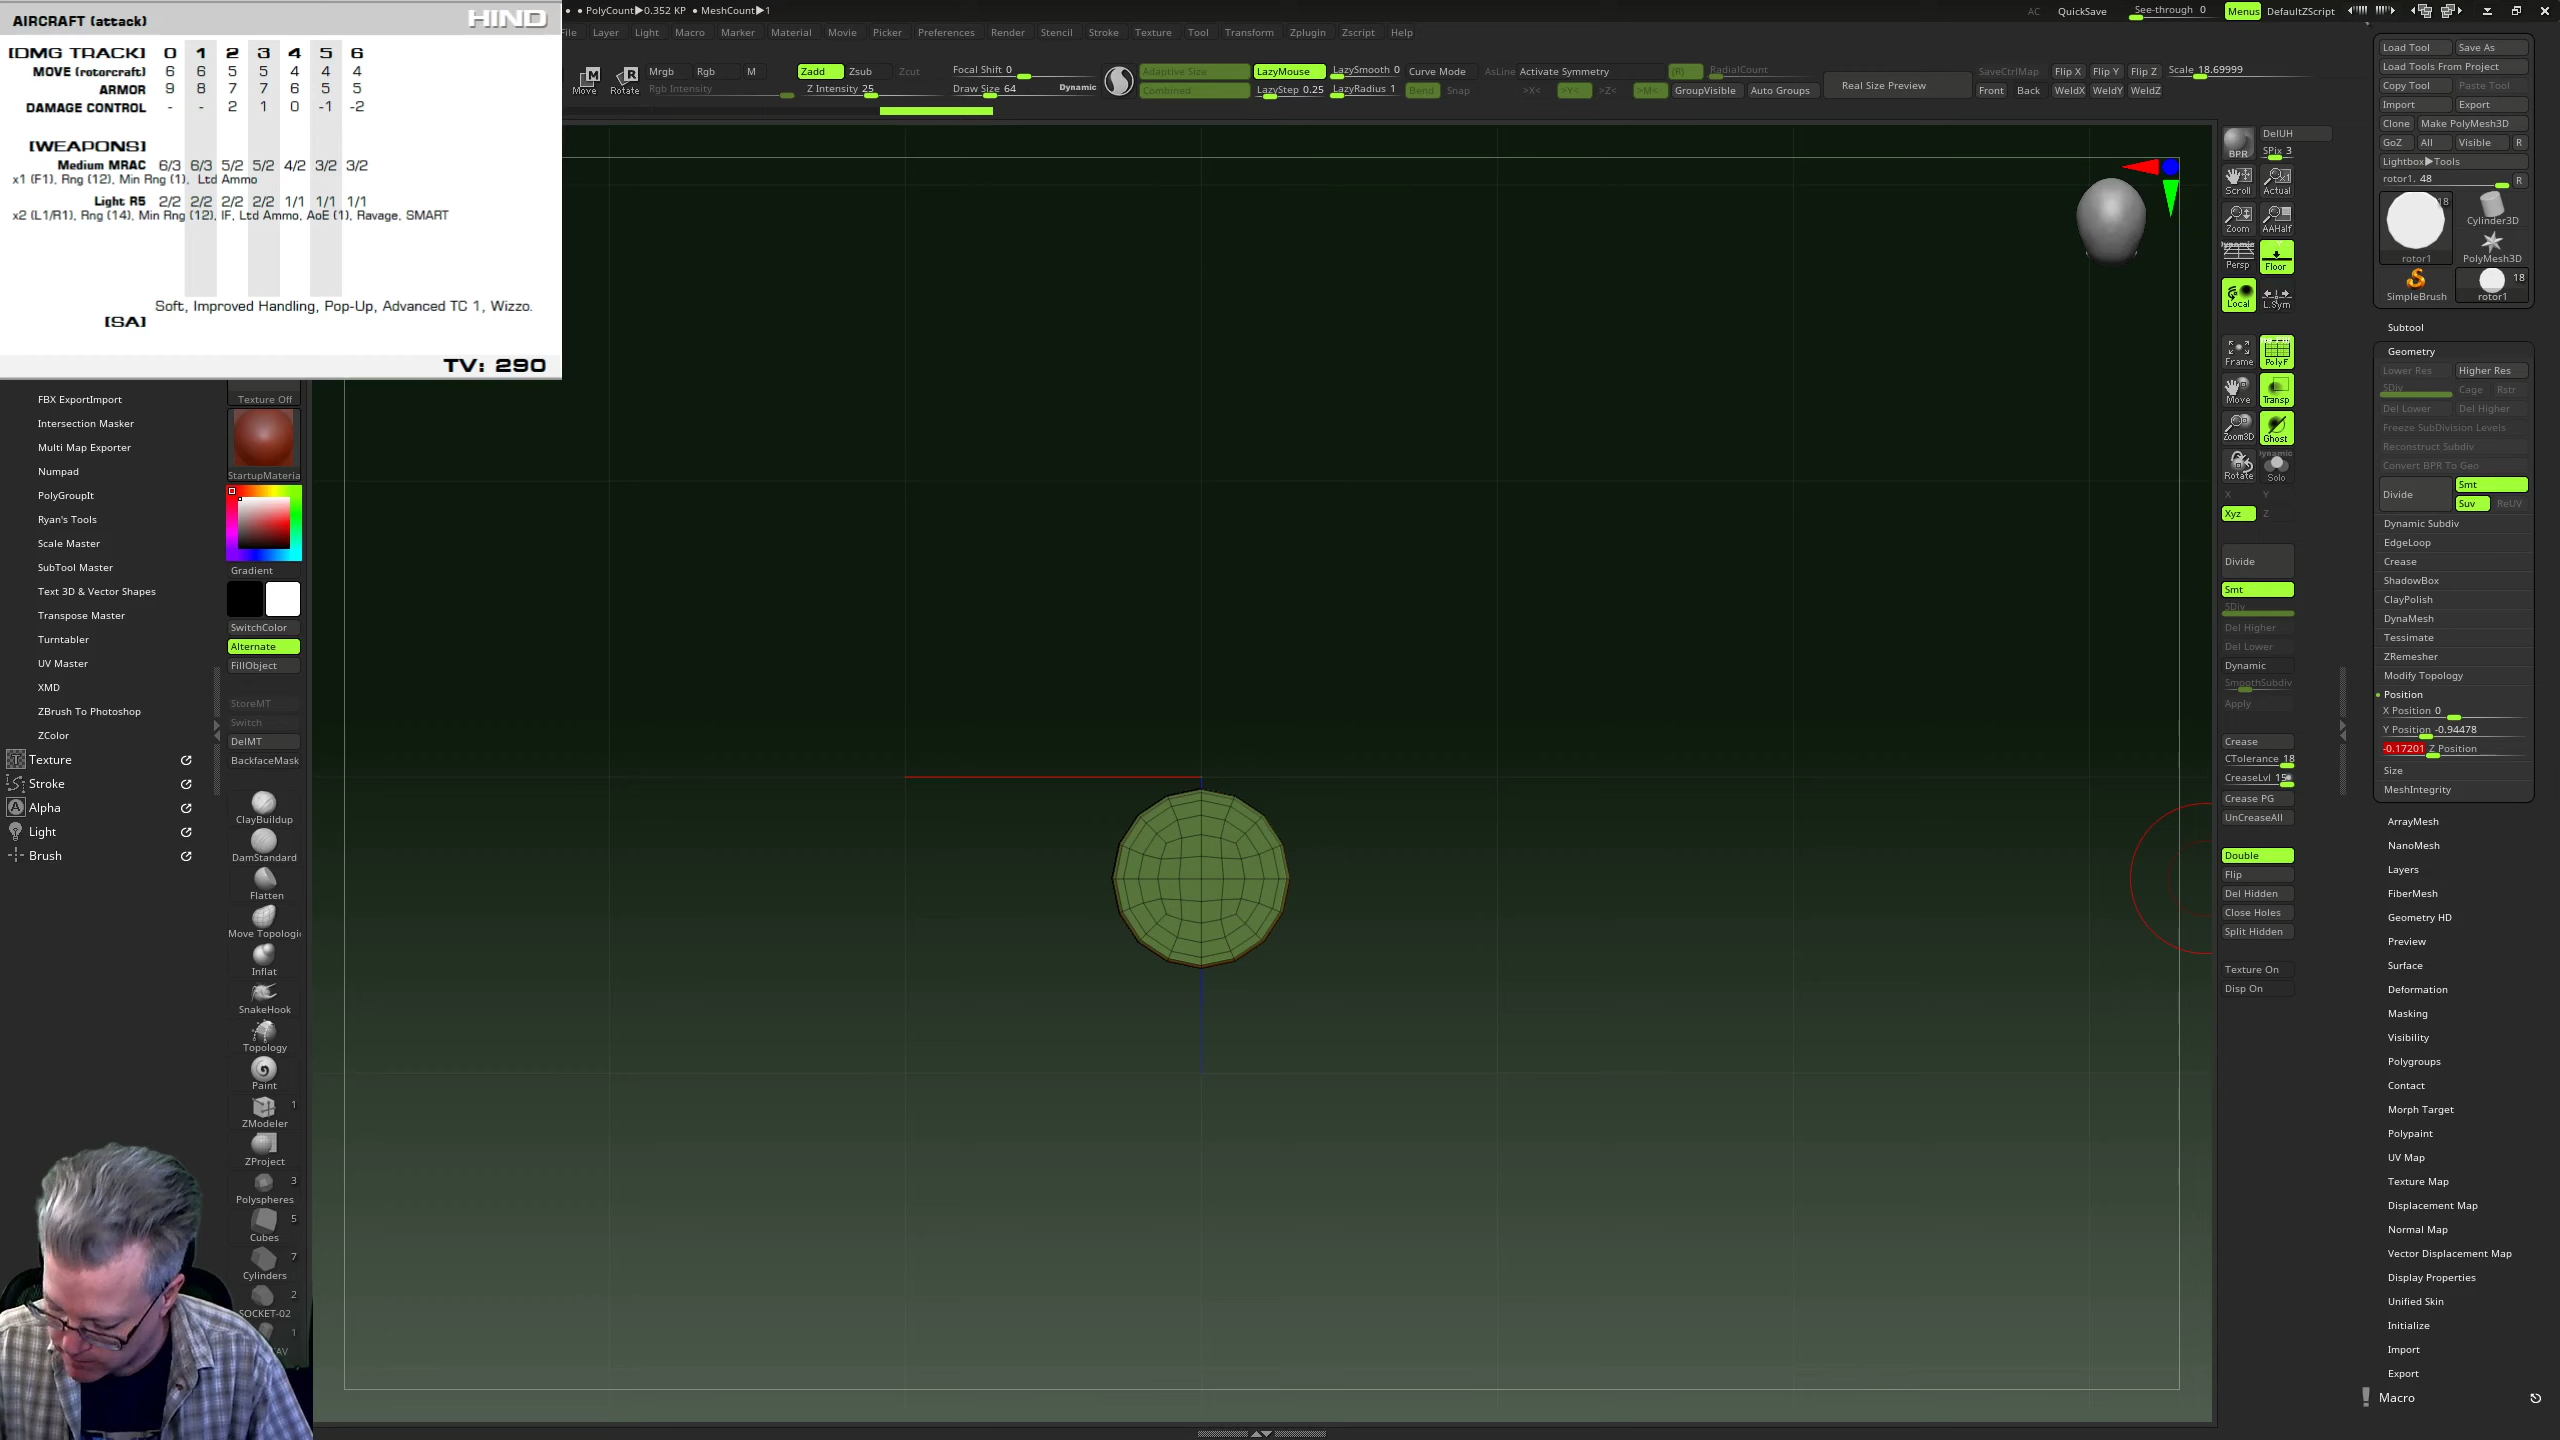 AIRCRAFT (attack) HIND
[DMG TRACK] 0 1 2 3 4 5 6
MOVE (rotorcraft) 6 6 5 5 4 4 4
ARMOR 9 8 7 7 6 5 5
DAMAGE CONTROL - - 2 1 0 -1 -2
[WEAPONS]
Medium MRAC 6/3 6/3 5/2 5/2 4/2 3/2 3/2
x1 (F1), Rng (12), Min Rng (1), Ltd Ammo
Light R5 2/2 2/2 2/2 2/2 1/1 1/1 1/1
x2 (L1/R1), Rng (14), Min Rng (12), IF, Ltd Ammo, AoE (1), Ravage, SMART
Soft, Improved Handling, Pop-Up, Advanced TC 1, Wizzo.
[SA]
TV: 290
• • PolyCount▶0.352 KP • MeshCount▶1
AC QuickSave See-through 0 Menus DefaultZScript
File Layer Light Macro Marker Material Movie Picker Preferences Render Stencil Stroke Texture Tool Transform Zplugin Zscript Help
Move Rotate
Mrgb Rgb M
Rgb Intensity
Zadd Zsub Zcut
Z Intensity 25
Focal Shift 0
Draw Size 64 Dynamic
Adaptive Size
Combined
LazyMouse LazySmooth 0 Curve Mode
LazyStep 0.25 LazyRadius 1 Bend Snap
AsLine Activate Symmetry (R) RadialCount
>X< >Y< >Z< >M< GroupVisible Auto Groups
Real Size Preview
SaveCtrlMap Flip X Flip Y Flip Z Scale 18.69999
Front Back WeldX WeldY WeldZ
FBX ExportImport
Intersection Masker
Multi Map Exporter
Numpad
PolyGroupIt
Ryan's Tools
Scale Master
SubTool Master
Text 3D & Vector Shapes
Transpose Master
Turntabler
UV Master
XMD
ZBrush To Photoshop
ZColor
Texture
Stroke
Alpha
Light
Brush
Texture Off
StartupMateria
Gradient
SwitchColor
Alternate
FillObject
StoreMT
Switch
DelMT
BackfaceMask
ClayBuildup
DamStandard
Flatten
Move Topologi
Inflat
SnakeHook
Topology
Paint
1
ZModeler
ZProject
3
Polyspheres
5
Cubes
7
Cylinders
2
SOCKET-02
1
BPR
DelUH
SPix 3
Scroll Actual
Zoom AAHalf
Dynamic
Persp Floor
Local L.Sym
Frame PolyF
Move Transp
Zoom3D Ghost
Dynamic
Rotate Solo
X Y
Xyz Z
Divide
Smt
SDiv
Del Higher
Del Lower
Dynamic
SmoothSubdiv
Apply
Crease
CTolerance 18
CreaseLvl 15
Crease PG
UnCreaseAll
Double
Flip
Del Hidden
Close Holes
Split Hidden
Texture On
Disp On
Load Tool Save As
Load Tools From Project
Copy Tool Paste Tool
Import Export
Clone Make PolyMesh3D
GoZ All Visible R
Lightbox▶Tools
rotor1. 48 R
18
rotor1
Cylinder3D
PolyMesh3D
SimpleBrush
18
rotor1
Subtool
Geometry
Lower Res Higher Res
SDiv Cage Rstr
Del Lower Del Higher
Freeze SubDivision Levels
Reconstruct Subdiv
Convert BPR To Geo
Divide Smt
Suv ReUV
Dynamic Subdiv
EdgeLoop
Crease
ShadowBox
ClayPolish
DynaMesh
Tessimate
ZRemesher
Modify Topology
Position
X Position 0
Y Position -0.94478
-0.17201 Z Position
Size
MeshIntegrity
ArrayMesh
NanoMesh
Layers
FiberMesh
Geometry HD
Preview
Surface
Deformation
Masking
Visibility
Polygroups
Contact
Morph Target
Polypaint
UV Map
Texture Map
Displacement Map
Normal Map
Vector Displacement Map
Display Properties
Unified Skin
Initialize
Import
Export
Macro